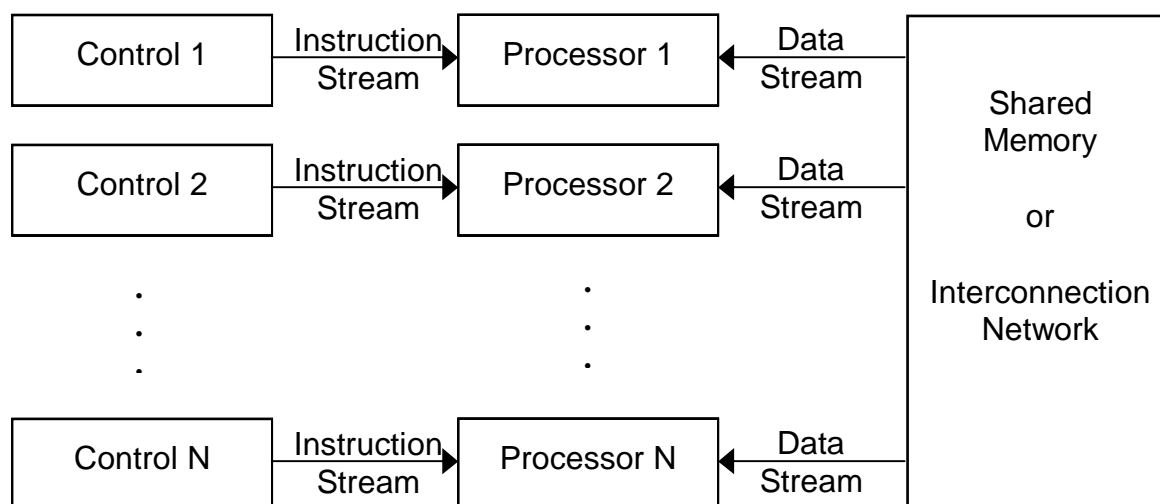 Control 1
Instruction
Stream
Processor 1
Data
Stream
Control 2
Instruction
Stream
Processor 2
Data
Stream
Shared
Memory
or
Interconnection
Network
Control N
Instruction
Stream
Processor N
Data
Stream